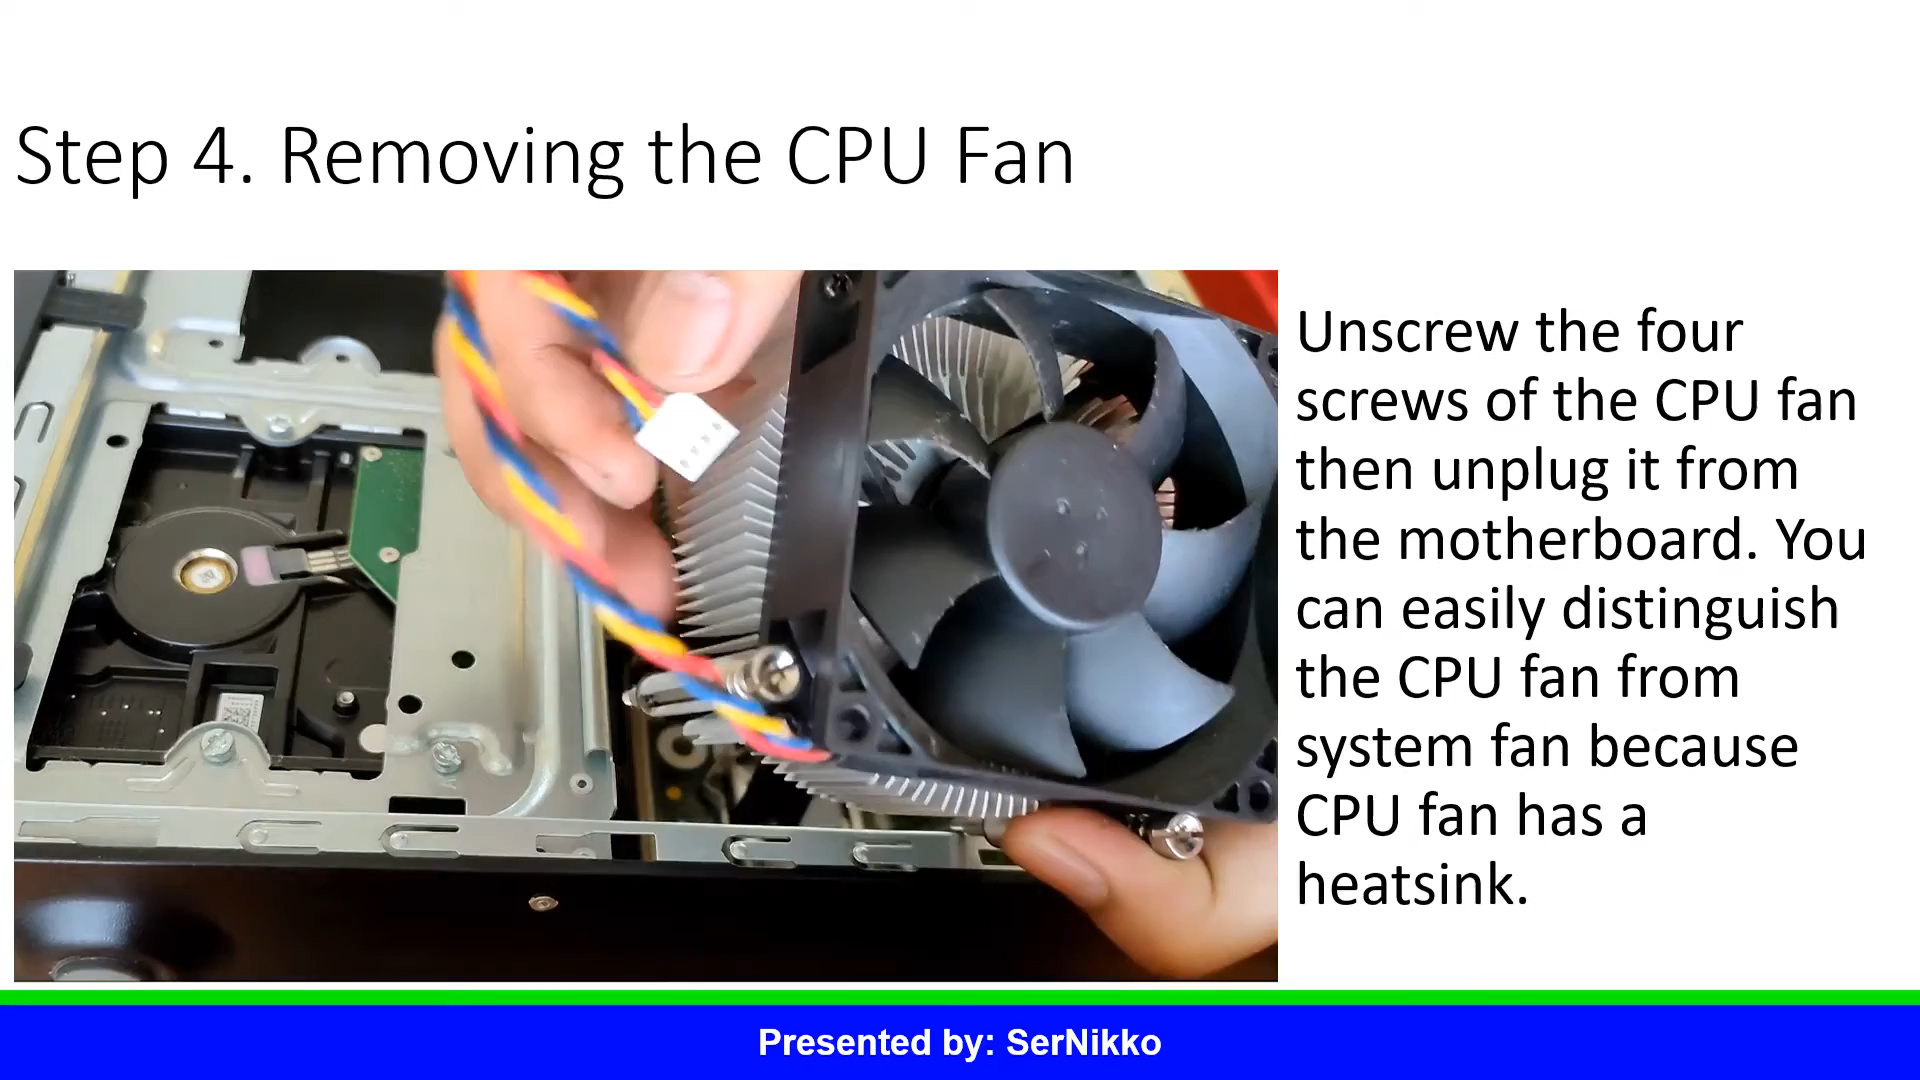 Step 4. Removing the CPU Fan
Unscrew the four
screws of the CPU fan
then unplug it from
the motherboard. You
can easily distinguish
the CPU fan from
system fan because
CPU fan has a
heatsink.
Presented by: SerNikko